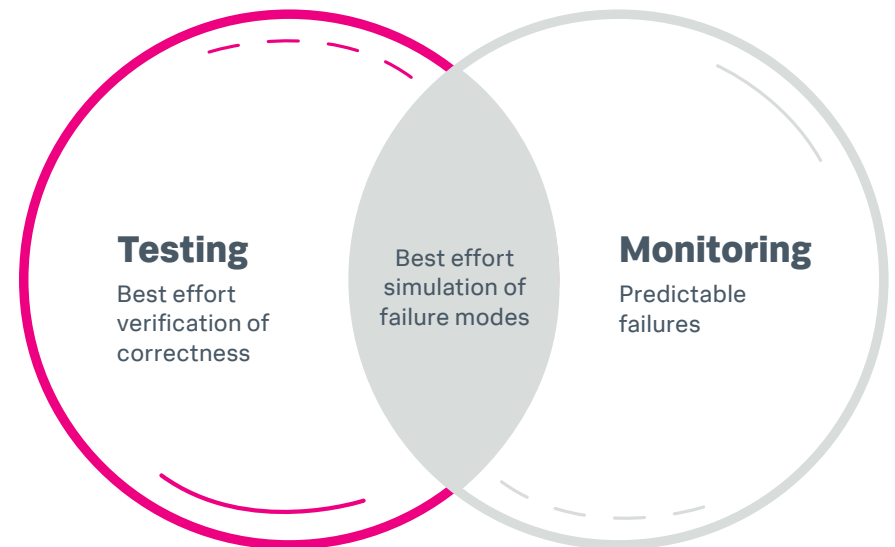 Testing
Best effort
verification of
correctness
Best effort
simulation of
failure modes
Monitoring
Predictable
failures